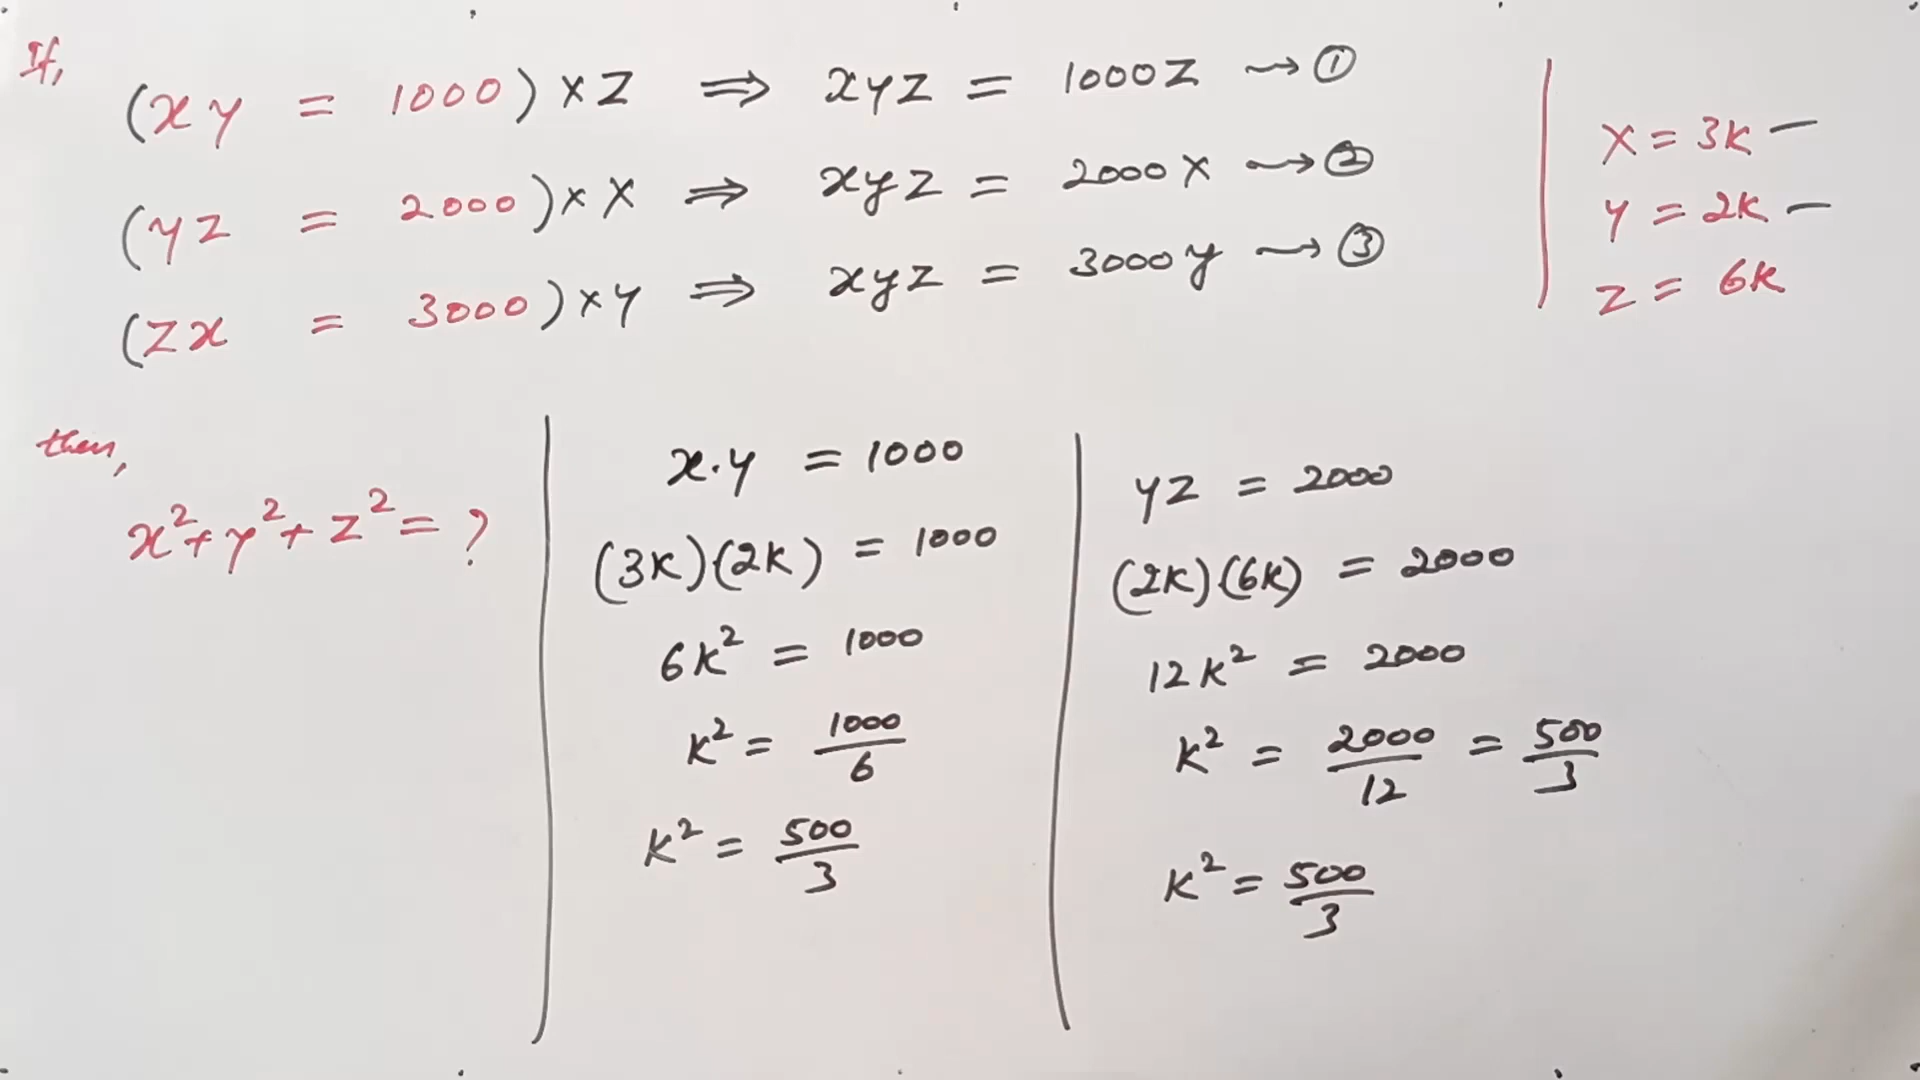 If,
(xy = 1000) × Z ⟹ xyz = 1000Z ⟶ ①
(yz = 2000) × X ⟹ xyz = 2000X ⟶ ②
(zx = 3000) × Y ⟹ xyz = 3000y ⟶ ③
X = 3K —
Y = 2K —
Z = 6K
then,
x² + y² + z² = ?
x.y = 1000
(3K)(2K) = 1000
6K² = 1000
K² = 1000/6
K² = 500/3
yz = 2000
(2K)(6K) = 2000
12K² = 2000
K² = 2000/12 = 500/3
K² = 500/3